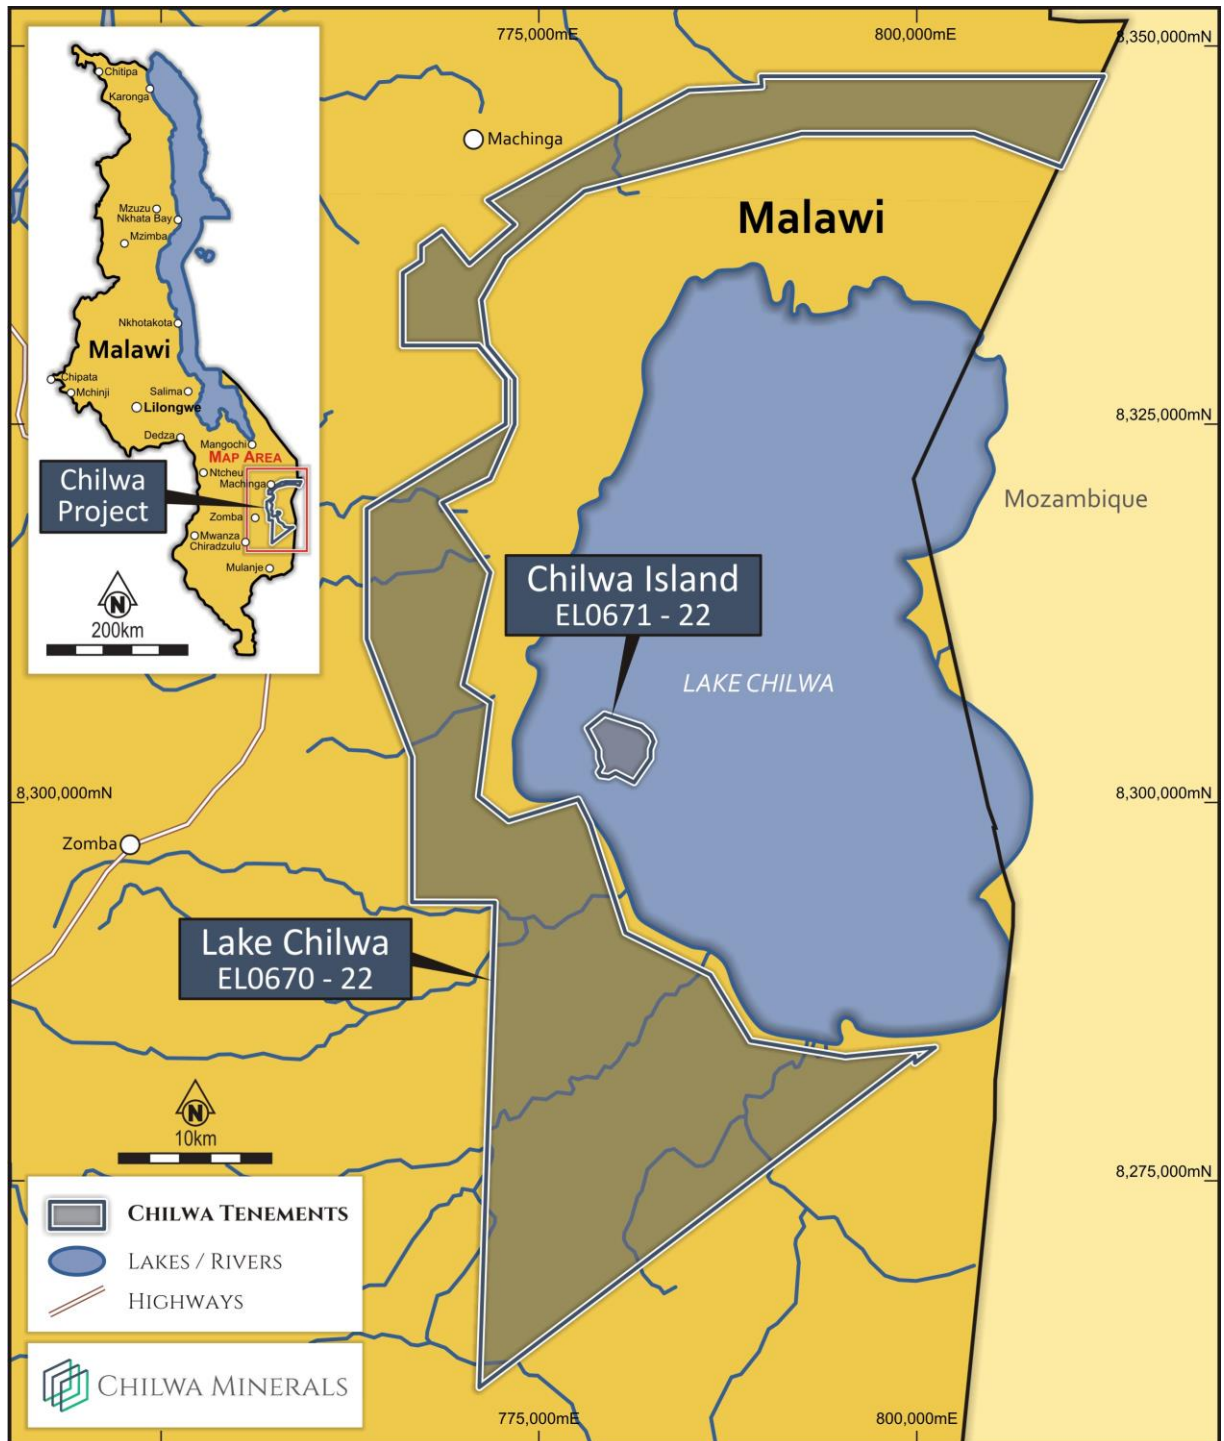 775,000mE
800,000mE
8,350,000mN
Chitipa
Karonga
Mzuzu
Nkhata Bay
Mzimba
Nkhotakota
Malawi
Chipata
Mchinji
Salima
Lilongwe
Dedza
Mangochi
MAP AREA
Ntcheu
Machinga
Chilwa
Project
Zomba
Mwanza
Chiradzulu
Mulanje
N
200km
Machinga
Malawi
8,325,000mN
Mozambique
Chilwa Island
EL0671 - 22
LAKE CHILWA
8,300,000mN
8,300,000mN
Zomba
Lake Chilwa
EL0670 - 22
N
10km
8,275,000mN
CHILWA TENEMENTS
LAKES / RIVERS
HIGHWAYS
CHILWA MINERALS
775,000mE
800,000mE